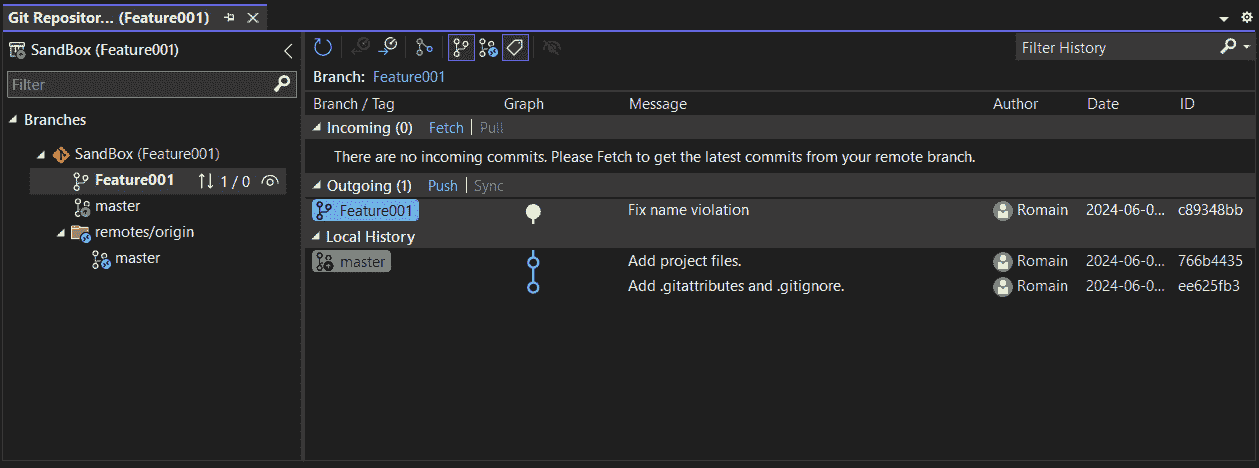 Git Repositor... (Feature001)
SandBox (Feature001)
Filter
Branches
SandBox (Feature001)
Feature001 1 / 0
master
remotes/origin
master
Filter History
Branch: Feature001
Branch / Tag Graph Message Author Date ID
Incoming (0) Fetch Pull
There are no incoming commits. Please Fetch to get the latest commits from your remote branch.
Outgoing (1) Push Sync
Feature001 Fix name violation Romain 2024-06-0... c89348bb
Local History
master Add project files. Romain 2024-06-0... 766b4435
Add .gitattributes and .gitignore. Romain 2024-06-0... ee625fb3